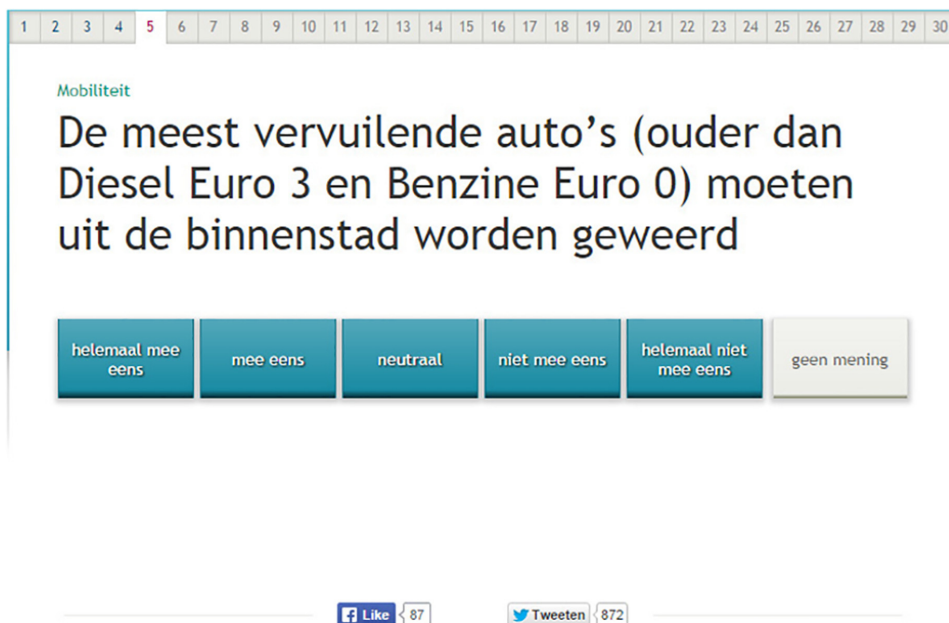 1 2 3 4 5 6 7 8 9 10 11 12 13 14 15 16 17 18 19 20 21 22 23 24 25 26 27 28 29 30
Mobiliteit
De meest vervuilende auto's (ouder dan
Diesel Euro 3 en Benzine Euro 0) moeten
uit de binnenstad worden geweerd
helemaal mee
eens
mee eens
neutraal
niet mee eens
helemaal niet
mee eens
geen mening
Like 87
Tweeten 872